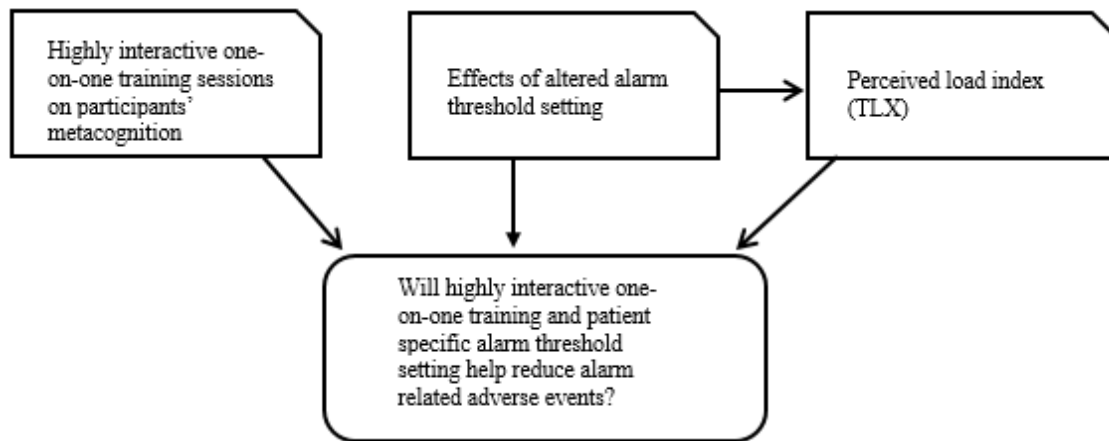 Highly interactive one-
on-one training sessions
on participants’
metacognition
Effects of altered alarm
threshold setting
Perceived load index
(TLX)
Will highly interactive one-
on-one training and patient
specific alarm threshold
setting help reduce alarm
related adverse events?